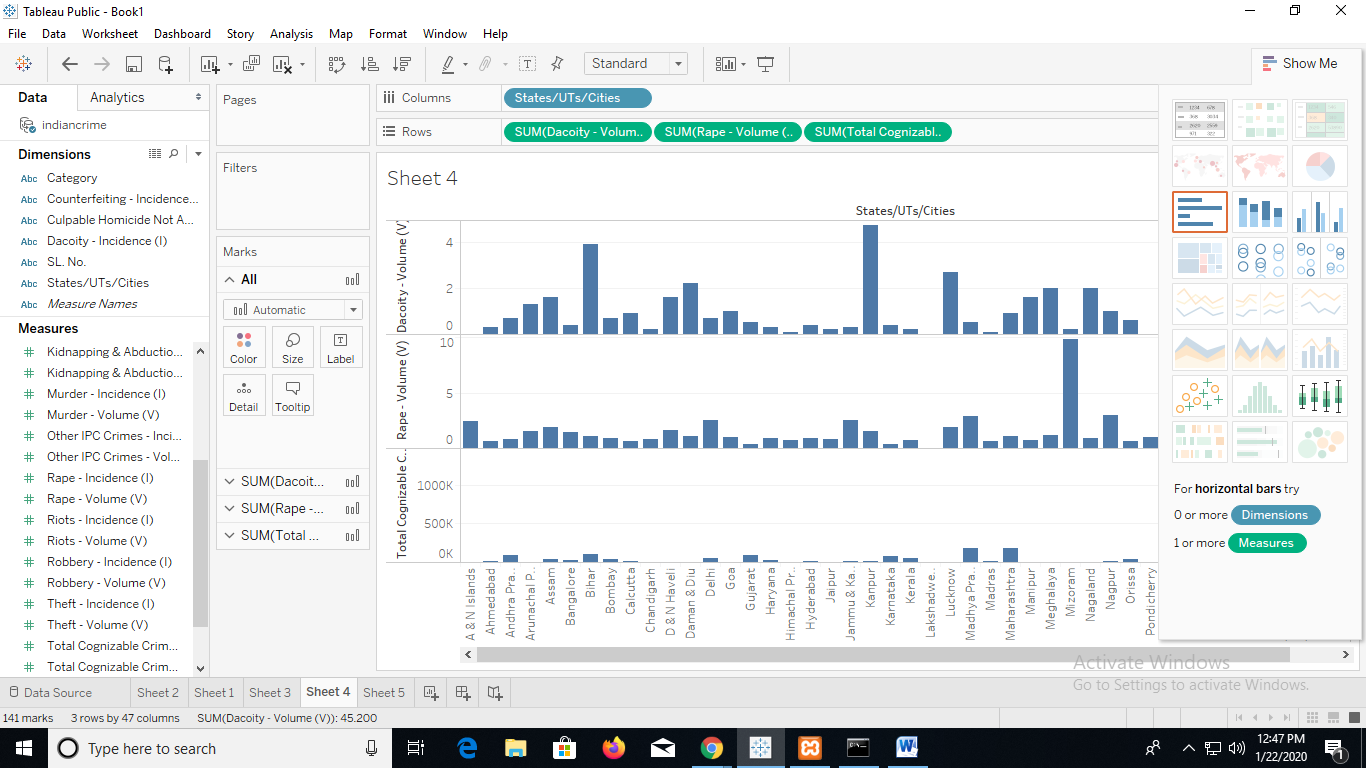 Tableau Public - Book1
File Data Worksheet Dashboard Story Analysis Map Format Window Help
Standard
Show Me
Data Analytics
indiancrime
Dimensions
Abc Category
Abc Counterfeiting - Incidence...
Abc Culpable Homicide Not A...
Abc Dacoity - Incidence (I)
Abc SL. No.
Abc States/UTs/Cities
Abc Measure Names
Measures
# Kidnapping & Abductio...
# Kidnapping & Abductio...
# Murder - Incidence (I)
# Murder - Volume (V)
# Other IPC Crimes - Inci...
# Other IPC Crimes - Vol...
# Rape - Incidence (I)
# Rape - Volume (V)
# Riots - Incidence (I)
# Riots - Volume (V)
# Robbery - Incidence (I)
# Robbery - Volume (V)
# Theft - Incidence (I)
# Theft - Volume (V)
# Total Cognizable Crim...
# Total Cognizable Crim...
Pages
Filters
Marks
All
Automatic
Color Size Label
Detail Tooltip
SUM(Dacoit...
SUM(Rape -...
SUM(Total ...
Columns States/UTs/Cities
Rows SUM(Dacoity - Volum.. SUM(Rape - Volume (.. SUM(Total Cognizabl..
Sheet 4
States/UTs/Cities
Dacoity - Volume (V)
4
2
0
Rape - Volume (V)
10
5
0
Total Cognizable C..
1000K
500K
0K
A & N Islands
Ahmedabad
Andhra Pra..
Arunachal P..
Assam
Bangalore
Bihar
Bombay
Calcutta
Chandigarh
D & N Haveli
Daman & Diu
Delhi
Goa
Gujarat
Haryana
Himachal Pr..
Hyderabad
Jaipur
Jammu & Ka..
Kanpur
Karnataka
Kerala
Lakshadwe..
Lucknow
Madhya Pra..
Madras
Maharashtra
Manipur
Meghalaya
Mizoram
Nagaland
Nagpur
Orissa
Pondicherry
For horizontal bars try
0 or more Dimensions
1 or more Measures
Activate Windows
Go to Settings to activate Windows.
Data Source Sheet 2 Sheet 1 Sheet 3 Sheet 4 Sheet 5
141 marks 3 rows by 47 columns SUM(Dacoity - Volume (V)): 45.200
Type here to search
12:47 PM
1/22/2020
1